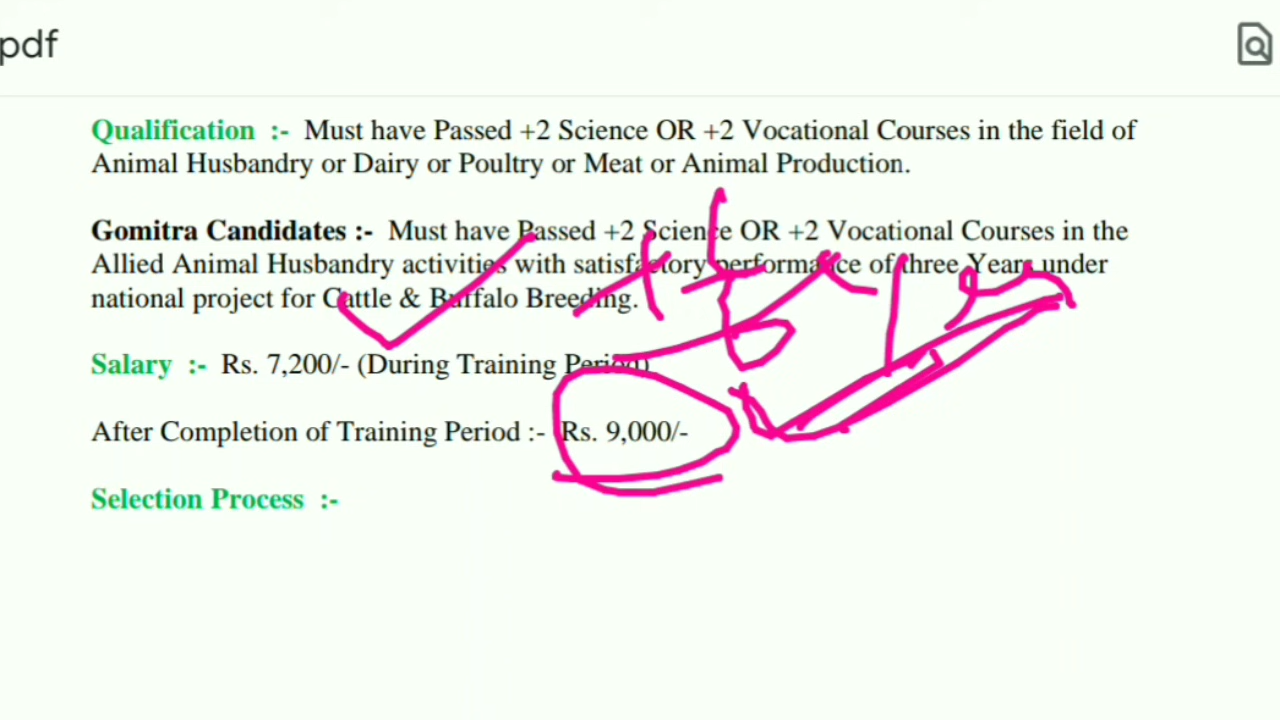 pdf
Qualification :- Must have Passed +2 Science OR +2 Vocational Courses in the field of
Animal Husbandry or Dairy or Poultry or Meat or Animal Production.
Gomitra Candidates :- Must have Passed +2 Science OR +2 Vocational Courses in the
Allied Animal Husbandry activities with satisfactory performance of three Years under
national project for Cattle & Buffalo Breeding.
Salary :- Rs. 7,200/- (During Training Period)
After Completion of Training Period :- Rs. 9,000/-
Selection Process :-